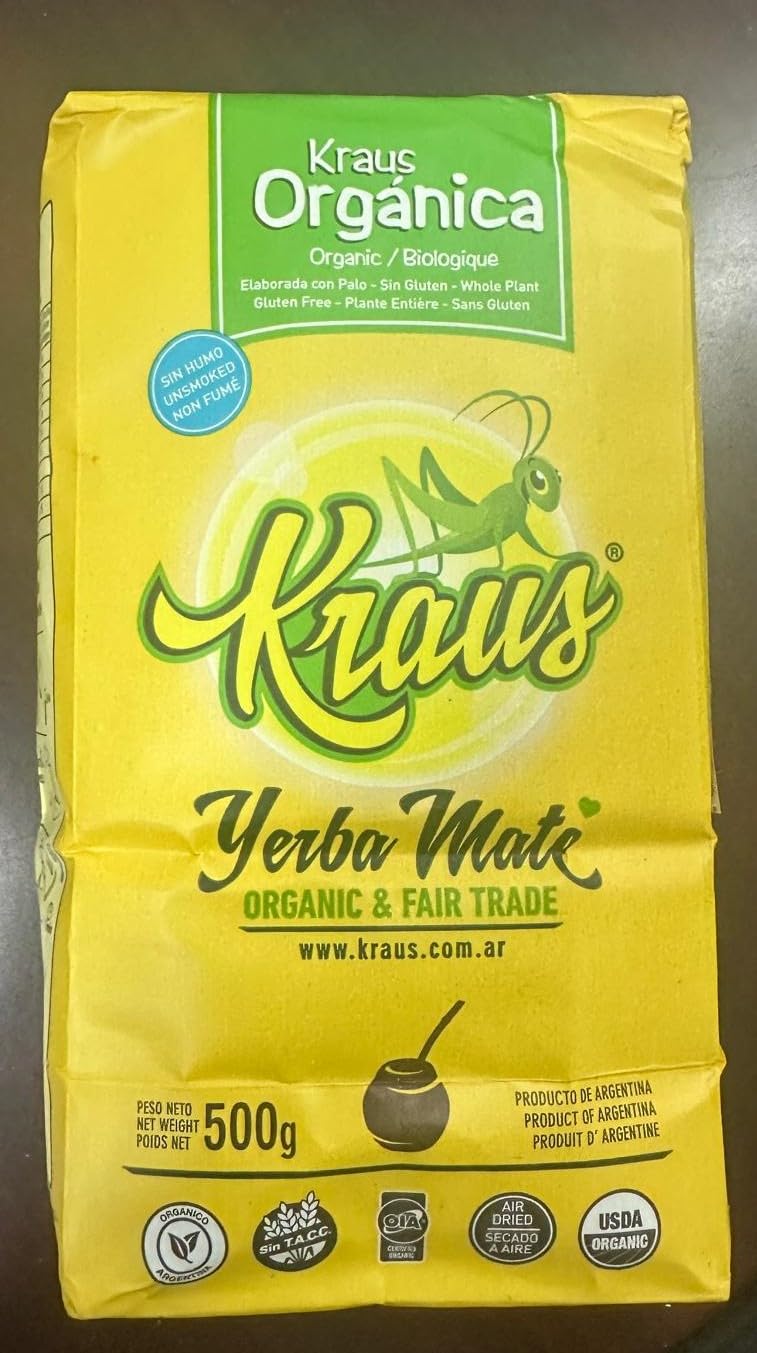 Kraus
Orgánica
Organic / Biologique
Elaborada con Palo - Sin Gluten - Whole Plant
Gluten Free - Plante Entière - Sans Gluten
SIN HUMO
UNSMOKED
NON FUMÉ
Kraus®
Yerba Mate
ORGANIC & FAIR TRADE
www.kraus.com.ar
PESO NETO
NET WEIGHT
POIDS NET
500g
PRODUCTO DE ARGENTINA
PRODUCT OF ARGENTINA
PRODUIT D' ARGENTINE
ORGANICO
ARGENTINA
Sin T.A.C.C.
OIA
CERTIFIED
ORGANIC
AIR
DRIED
SECADO
A AIRE
USDA
ORGANIC